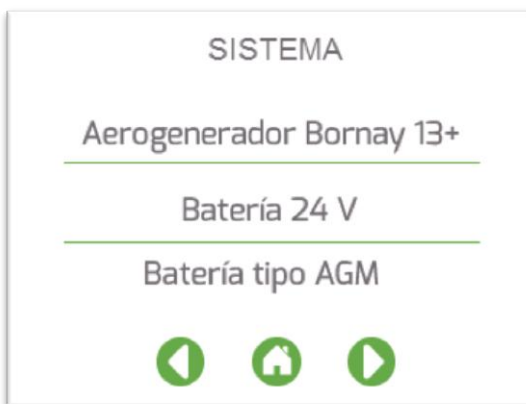 SISTEMA
Aerogenerador Bornay 13+
Batería 24 V
Batería tipo AGM